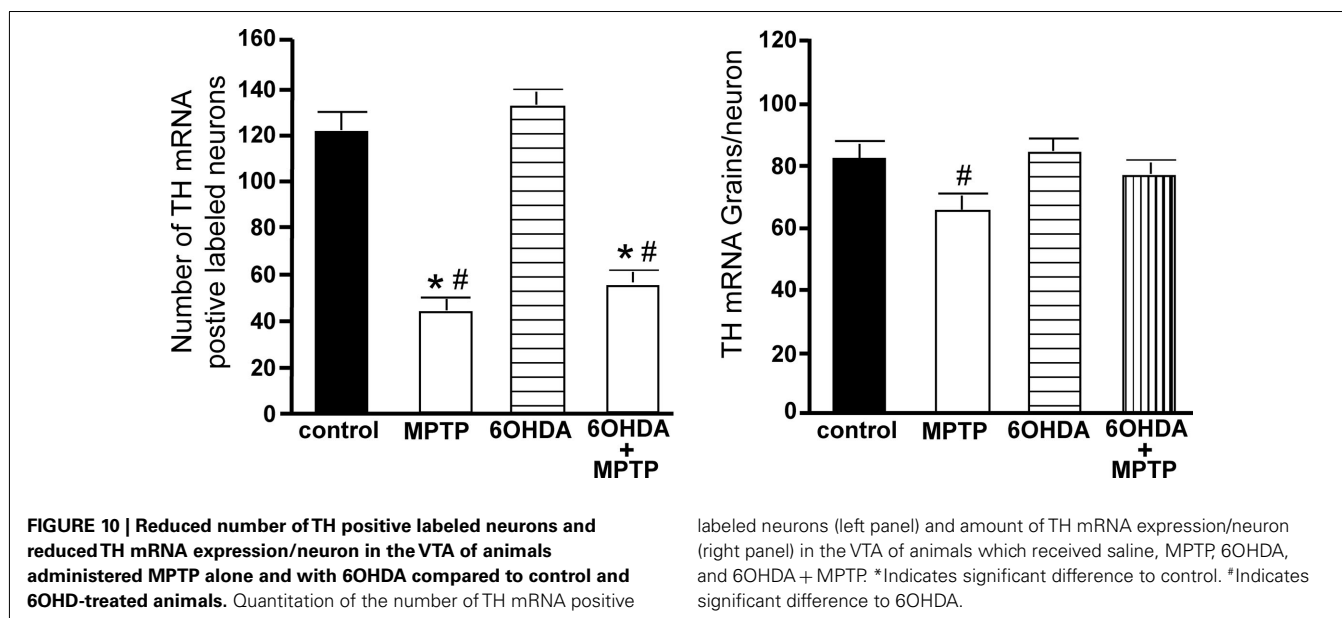 Number of TH mRNA
postive labeled neurons
160
140
120
100
80
60
40
20
0
* #
* #
control
MPTP
6OHDA
6OHDA
+
MPTP
TH mRNA Grains/neuron
120
100
80
60
40
20
0
#
control
MPTP
6OHDA
6OHDA
+
MPTP
FIGURE 10 | Reduced number of TH positive labeled neurons and
reduced TH mRNA expression/neuron in the VTA of animals
administered MPTP alone and with 6OHDA compared to control and
6OHD-treated animals. Quantitation of the number of TH mRNA positive
labeled neurons (left panel) and amount of TH mRNA expression/neuron
(right panel) in the VTA of animals which received saline, MPTP, 6OHDA,
and 6OHDA + MPTP. *Indicates significant difference to control. #Indicates
significant difference to 6OHDA.